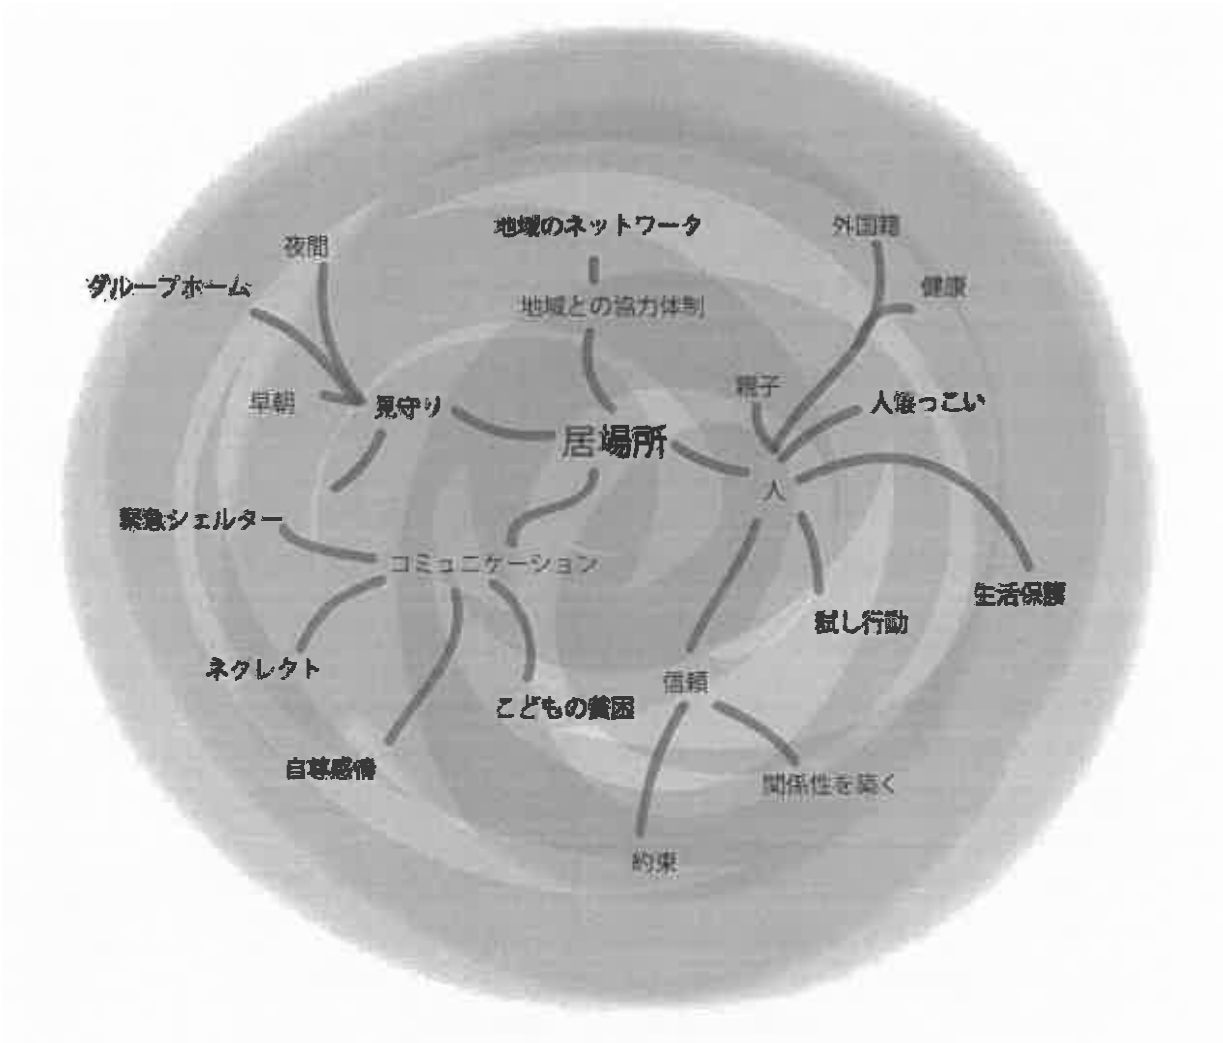 地域のネットワーク
外国籍
夜間
健康
グループホーム
地域との協力体制
親子
早朝
見守り
人懐っこい
居場所
人
緊急シェルター
コミュニケーション
生活保護
試し行動
ネグレクト
信頼
こどもの貧困
自尊感情
関係性を築く
約束